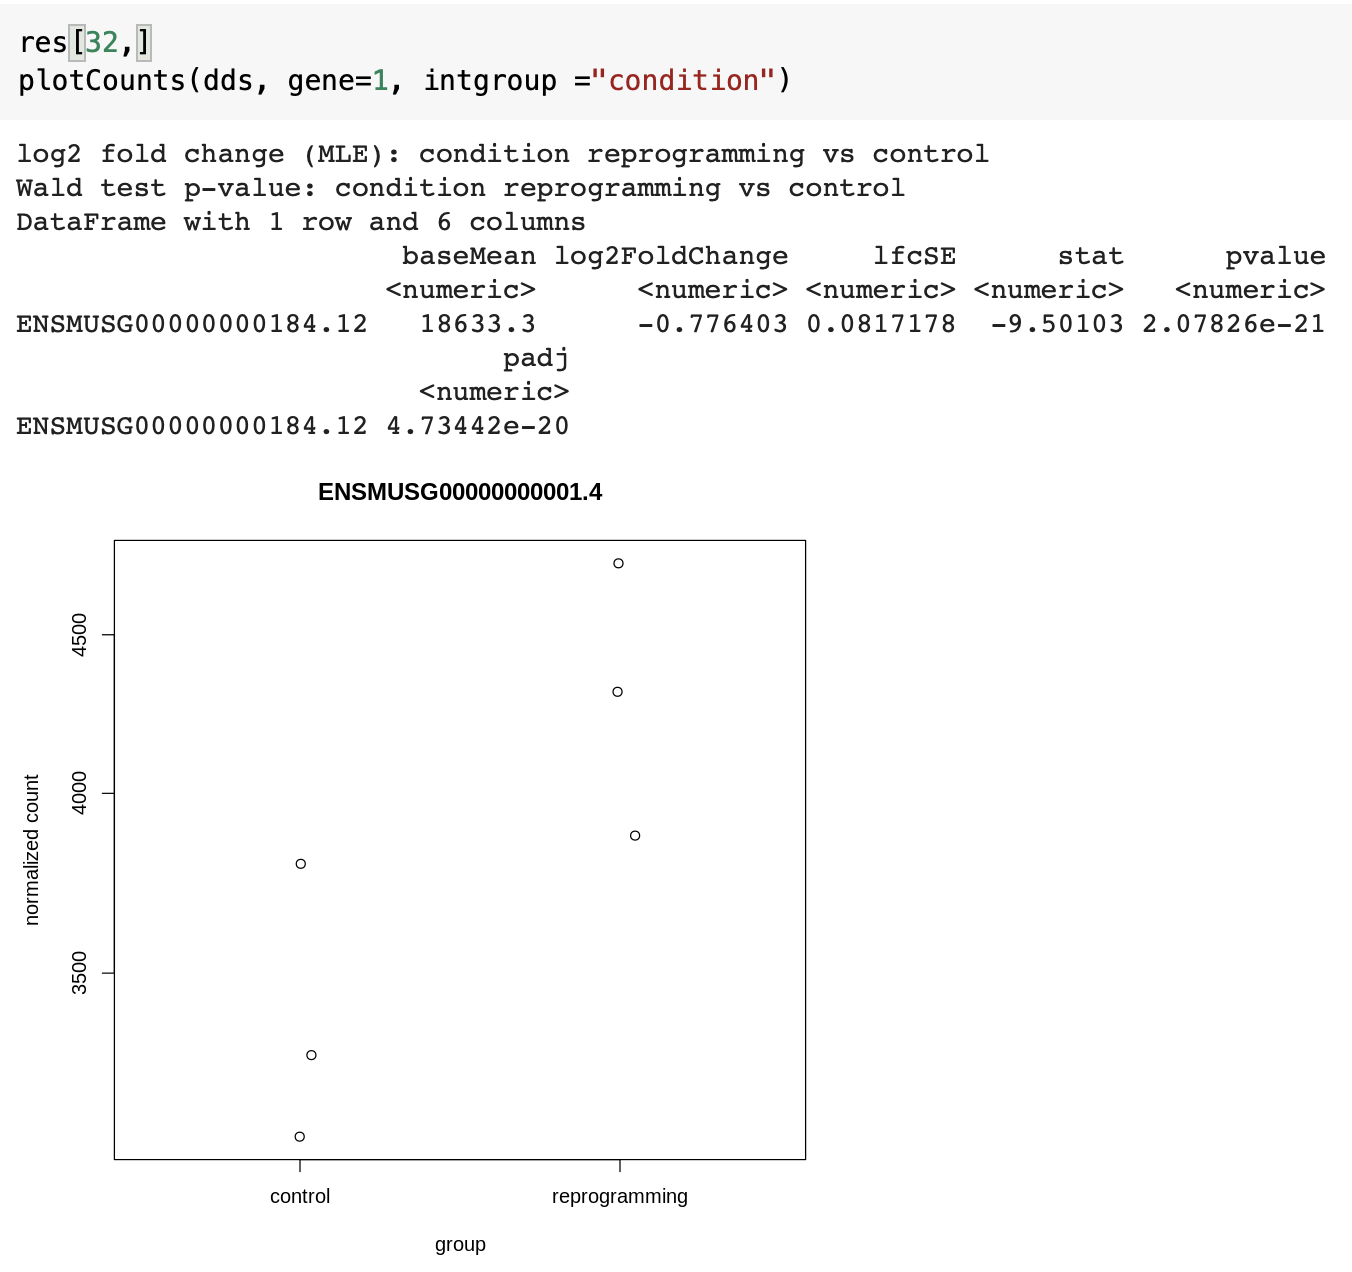 res[32,]
plotCounts(dds, gene=1, intgroup ="condition")
log2 fold change (MLE): condition reprogramming vs control
Wald test p-value: condition reprogramming vs control
DataFrame with 1 row and 6 columns
baseMean log2FoldChange lfcSE stat pvalue
<numeric> <numeric> <numeric> <numeric> <numeric>
ENSMUSG00000000184.12 18633.3 -0.776403 0.0817178 -9.50103 2.07826e-21
padj
<numeric>
ENSMUSG00000000184.12 4.73442e-20
ENSMUSG00000000001.4
4500
4000
3500
normalized count
control reprogramming
group